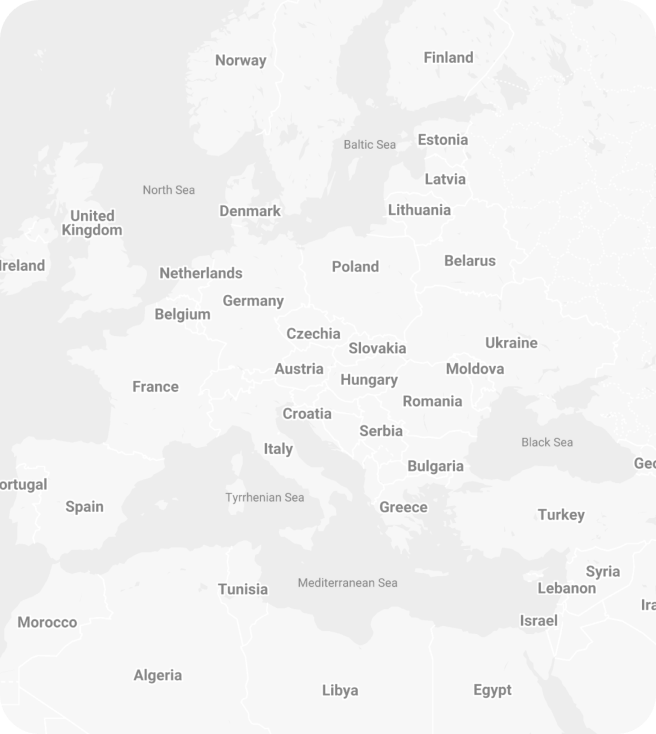 Norway
Finland
Baltic Sea
Estonia
Latvia
North Sea
Denmark
Lithuania
United
Kingdom
Ireland
Netherlands
Poland
Belarus
Germany
Belgium
Czechia
Slovakia
Ukraine
Austria
Moldova
France
Hungary
Romania
Croatia
Serbia
Black Sea
Italy
Bulgaria
Geo
ortugal
Spain
Tyrrhenian Sea
Greece
Turkey
Syria
Tunisia
Mediterranean Sea
Lebanon
Ira
Morocco
Israel
Algeria
Libya
Egypt